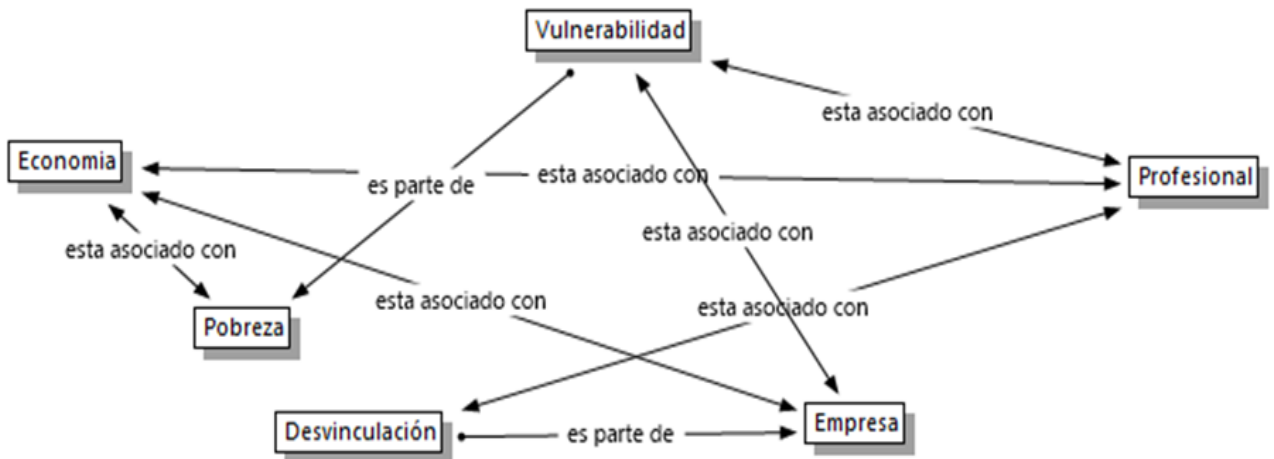 Vulnerabilidad
esta asociado con
Economia
es parte de
esta asociado con
Profesional
esta asociado con
esta asociado con
esta asociado con
esta asociado con
Pobreza
Desvinculación
es parte de
Empresa